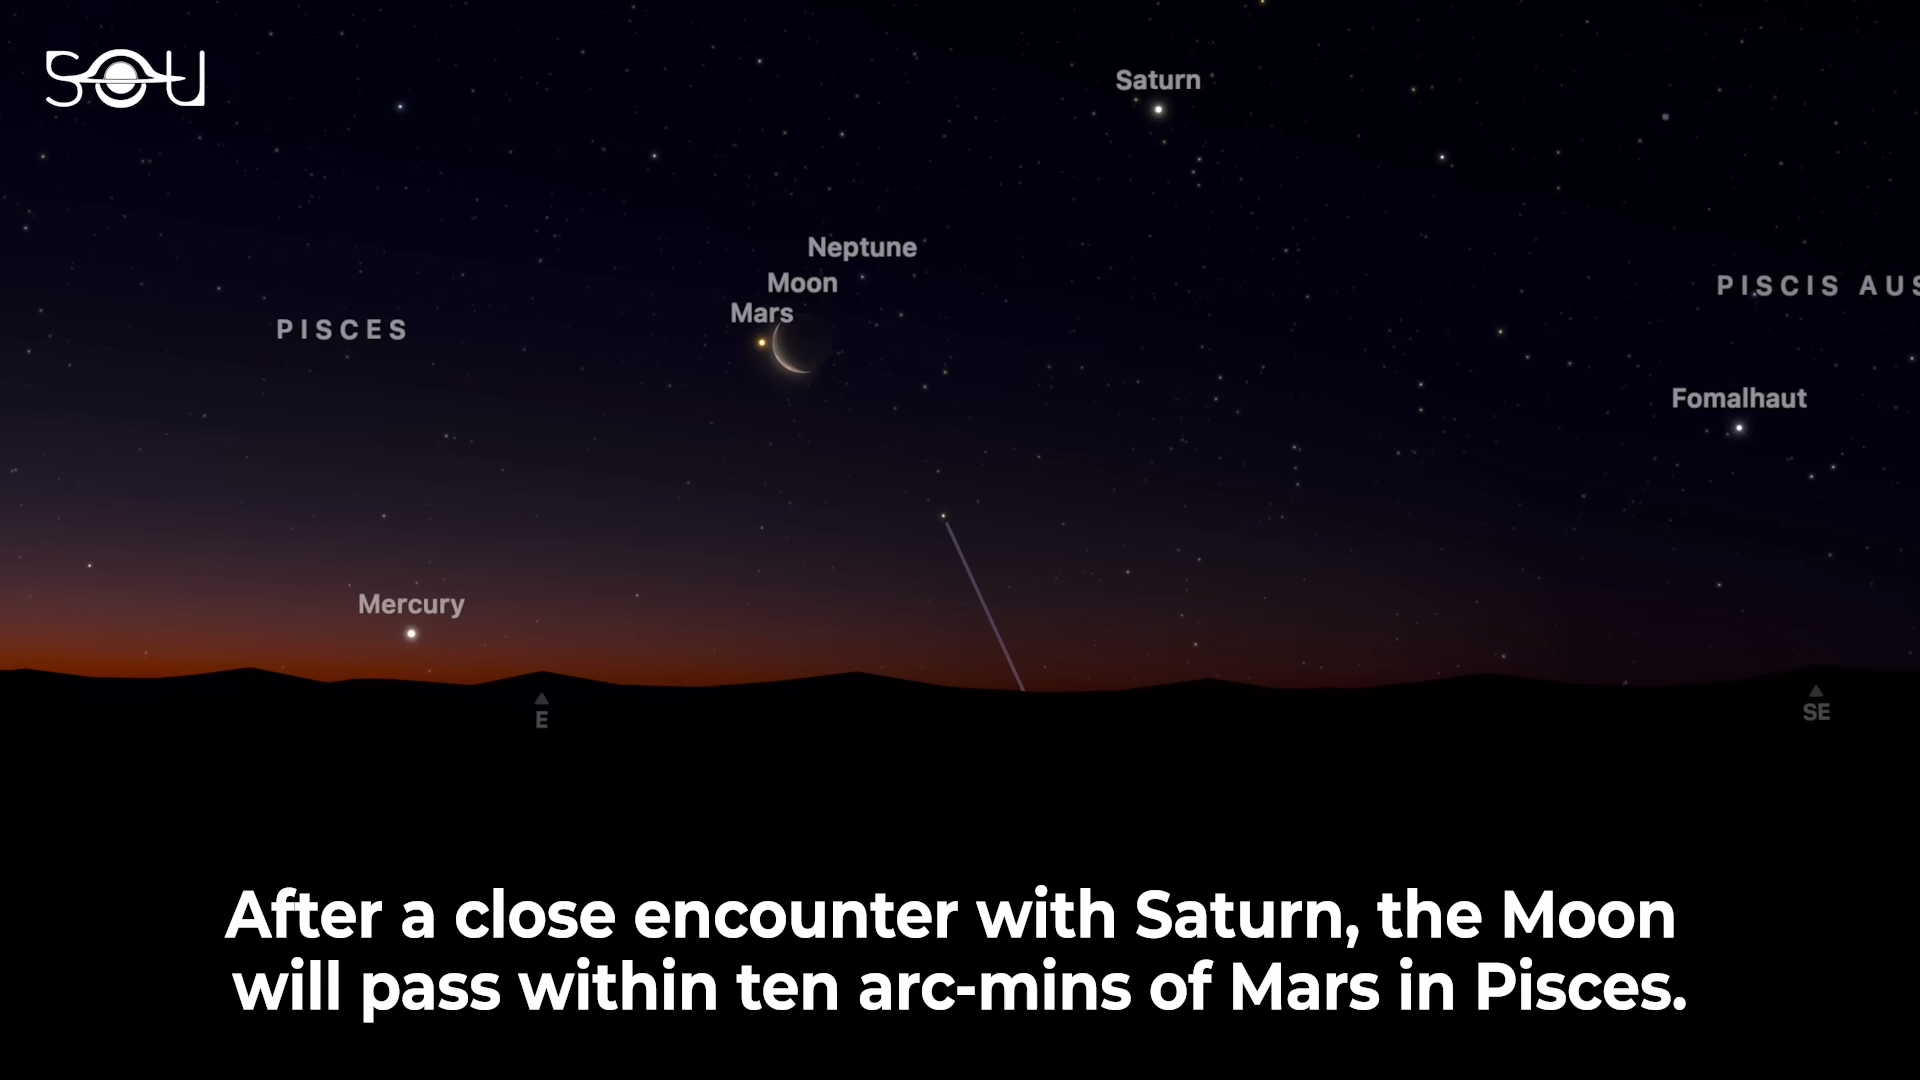 SOU
Saturn
Neptune
Moon
Mars
PISCES
PISCIS AUS
Fomalhaut
Mercury
E
SE
After a close encounter with Saturn, the Moon
will pass within ten arc-mins of Mars in Pisces.